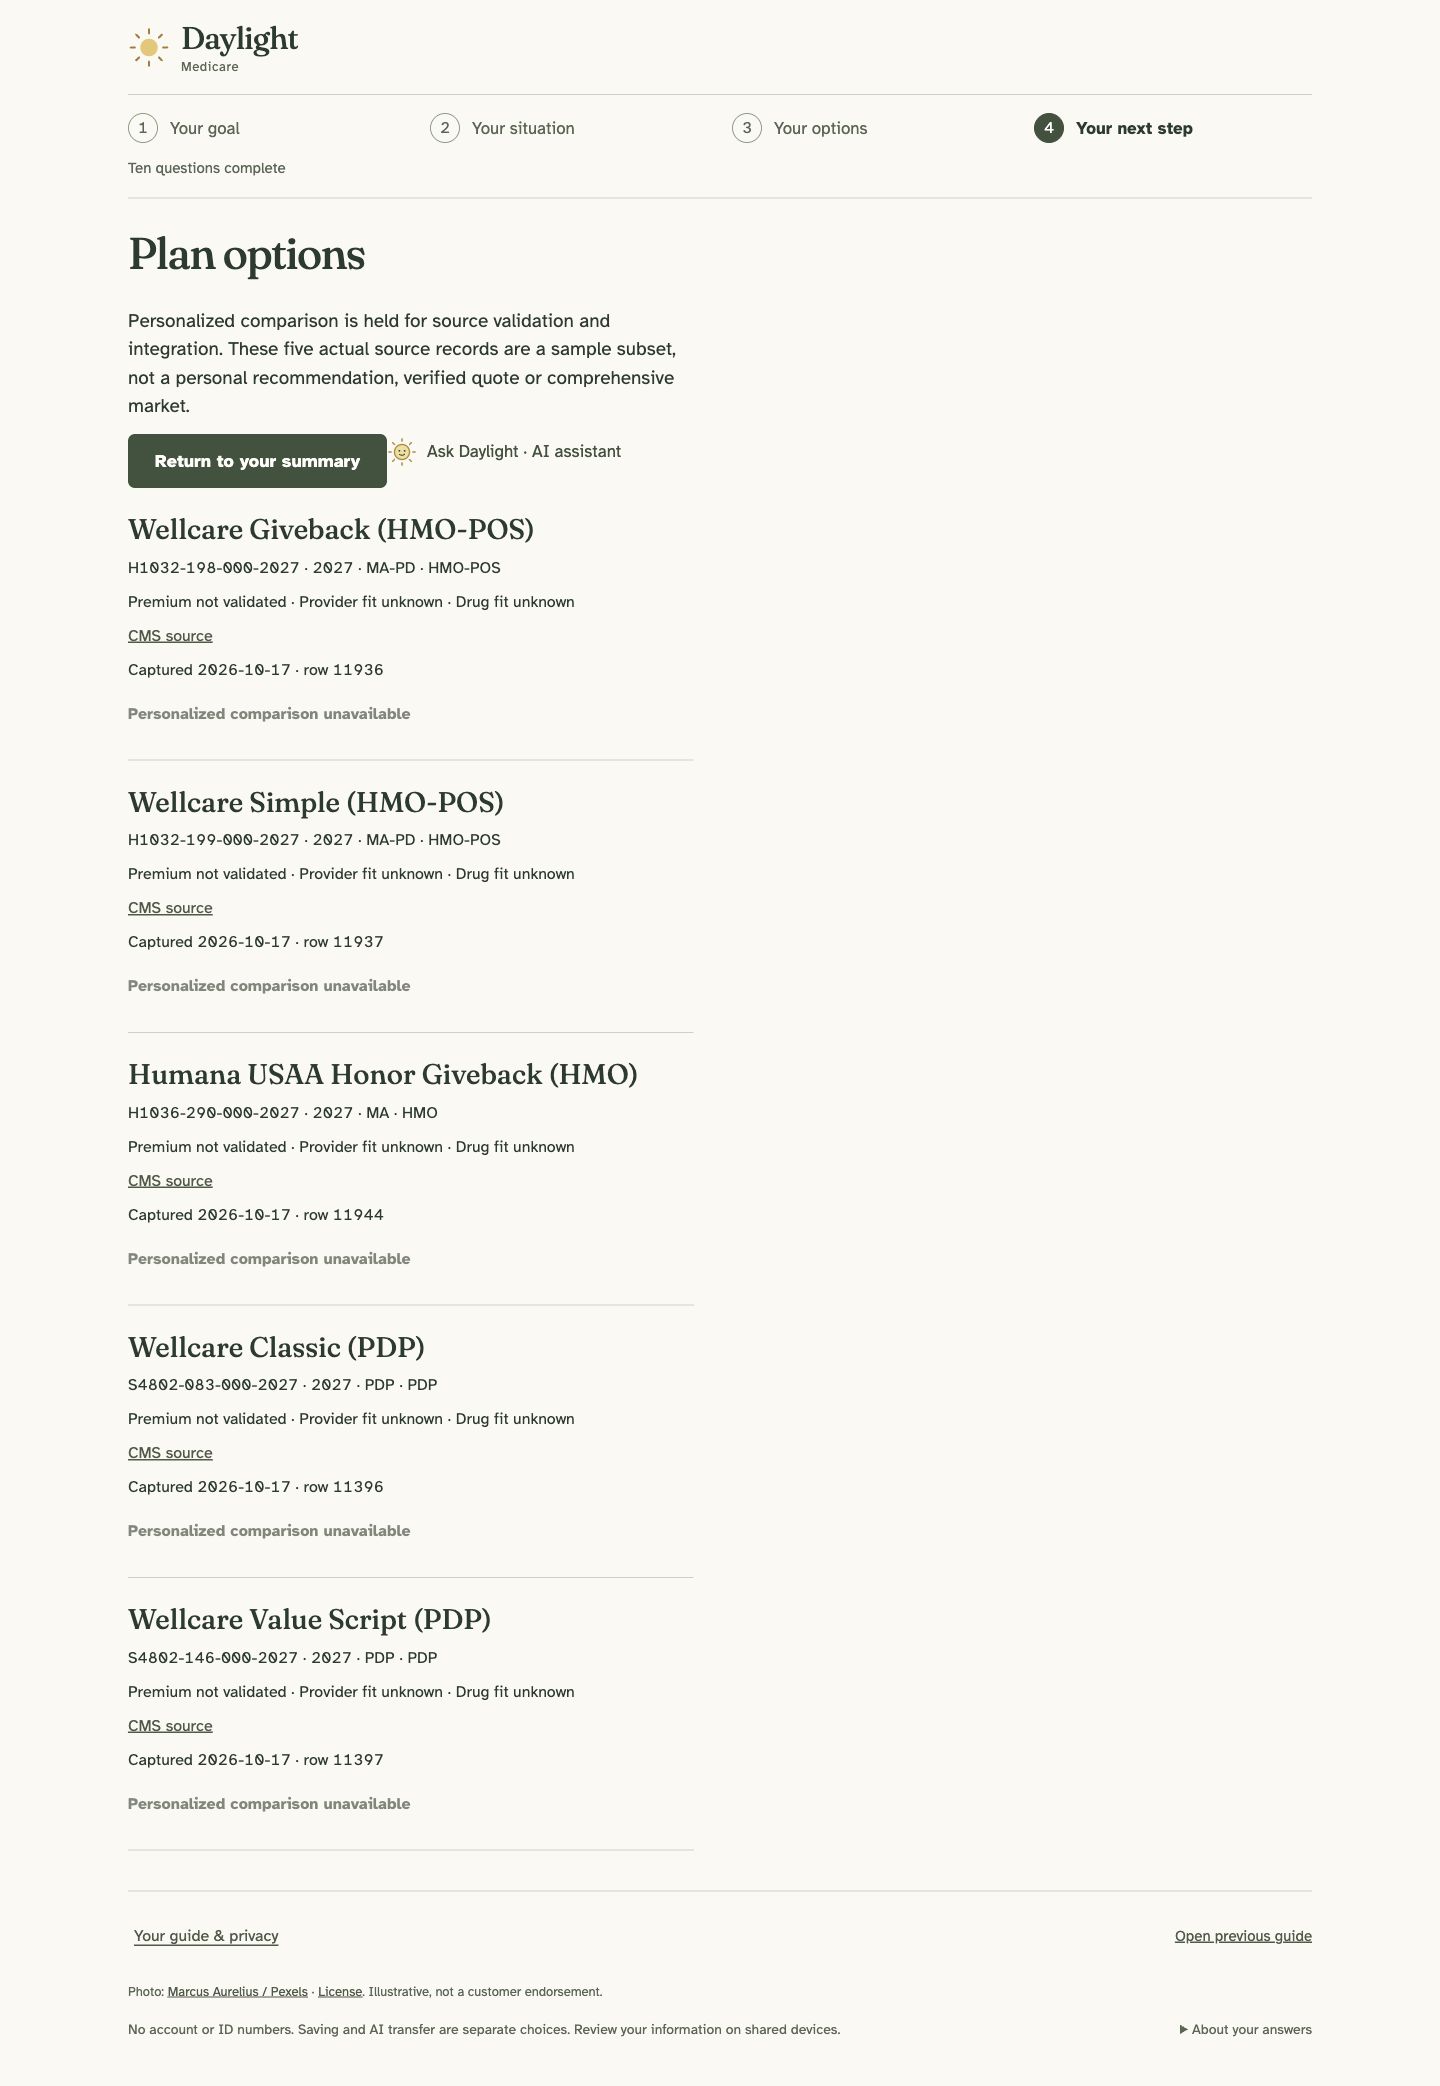 Daylight
Medicare
1 Your goal
2 Your situation
3 Your options
4 Your next step
Ten questions complete
Plan options
Personalized comparison is held for source validation and
integration. These five actual source records are a sample subset,
not a personal recommendation, verified quote or comprehensive
market.
Return to your summary
Ask Daylight · AI assistant
Wellcare Giveback (HMO-POS)
H1032-198-000-2027 · 2027 · MA-PD · HMO-POS
Premium not validated · Provider fit unknown · Drug fit unknown
CMS source
Captured 2026-10-17 · row 11936
Personalized comparison unavailable
Wellcare Simple (HMO-POS)
H1032-199-000-2027 · 2027 · MA-PD · HMO-POS
Premium not validated · Provider fit unknown · Drug fit unknown
CMS source
Captured 2026-10-17 · row 11937
Personalized comparison unavailable
Humana USAA Honor Giveback (HMO)
H1036-290-000-2027 · 2027 · MA · HMO
Premium not validated · Provider fit unknown · Drug fit unknown
CMS source
Captured 2026-10-17 · row 11944
Personalized comparison unavailable
Wellcare Classic (PDP)
S4802-083-000-2027 · 2027 · PDP · PDP
Premium not validated · Provider fit unknown · Drug fit unknown
CMS source
Captured 2026-10-17 · row 11396
Personalized comparison unavailable
Wellcare Value Script (PDP)
S4802-146-000-2027 · 2027 · PDP · PDP
Premium not validated · Provider fit unknown · Drug fit unknown
CMS source
Captured 2026-10-17 · row 11397
Personalized comparison unavailable
Your guide & privacy
Open previous guide
Photo: Marcus Aurelius / Pexels · License. Illustrative, not a customer endorsement.
No account or ID numbers. Saving and AI transfer are separate choices. Review your information on shared devices.
▶ About your answers